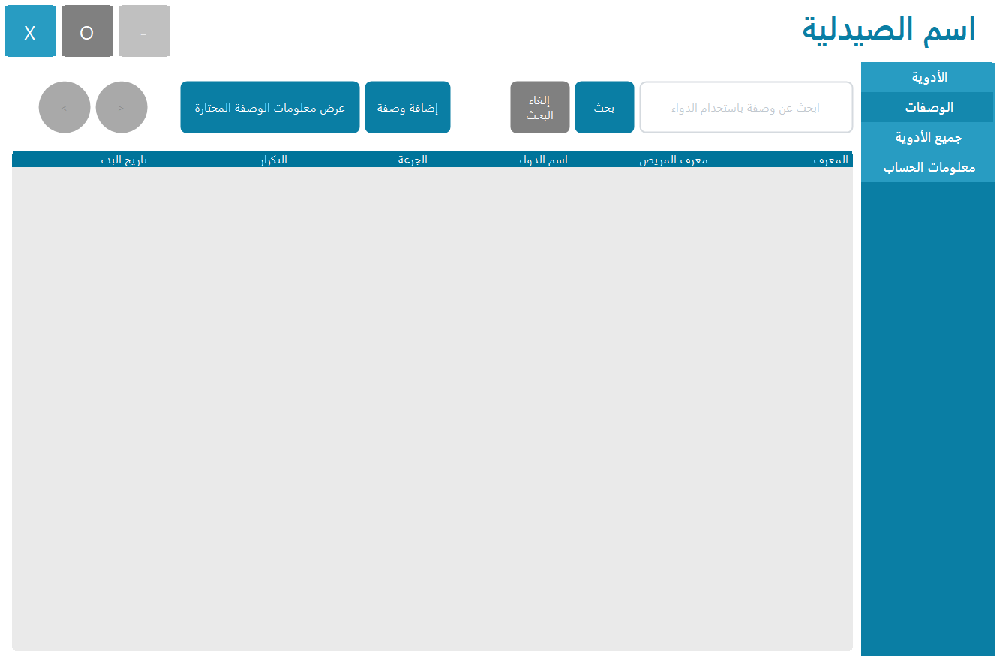 اسم الصيدلية
-
O
X
الأدوية
الوصفات
جميع الأدوية
معلومات الحساب
ابحث عن وصفة باستخدام الدواء
بحث
إلغاء
البحث
إضافة وصفة
عرض معلومات الوصفة المختارة
>
<
المعرف
معرف المريض
اسم الدواء
الجرعة
التكرار
تاريخ البدء